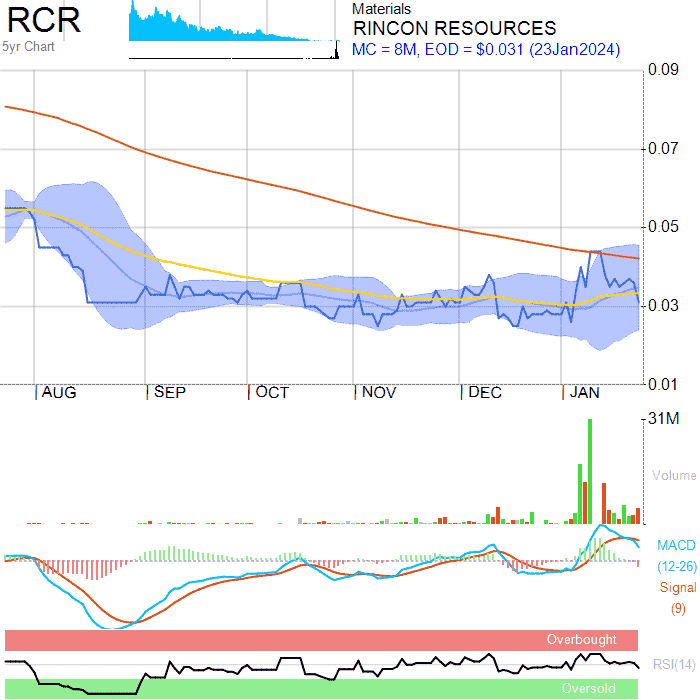 RCR
5yr Chart
Materials
RINCON RESOURCES
MC = 8M, EOD = $0.031 (23Jan2024)
0.09
0.07
0.05
0.03
0.01
AUG SEP OCT NOV DEC JAN
31M
Volume
MACD
(12-26)
Signal
(9)
Overbought
RSI(14)
Oversold